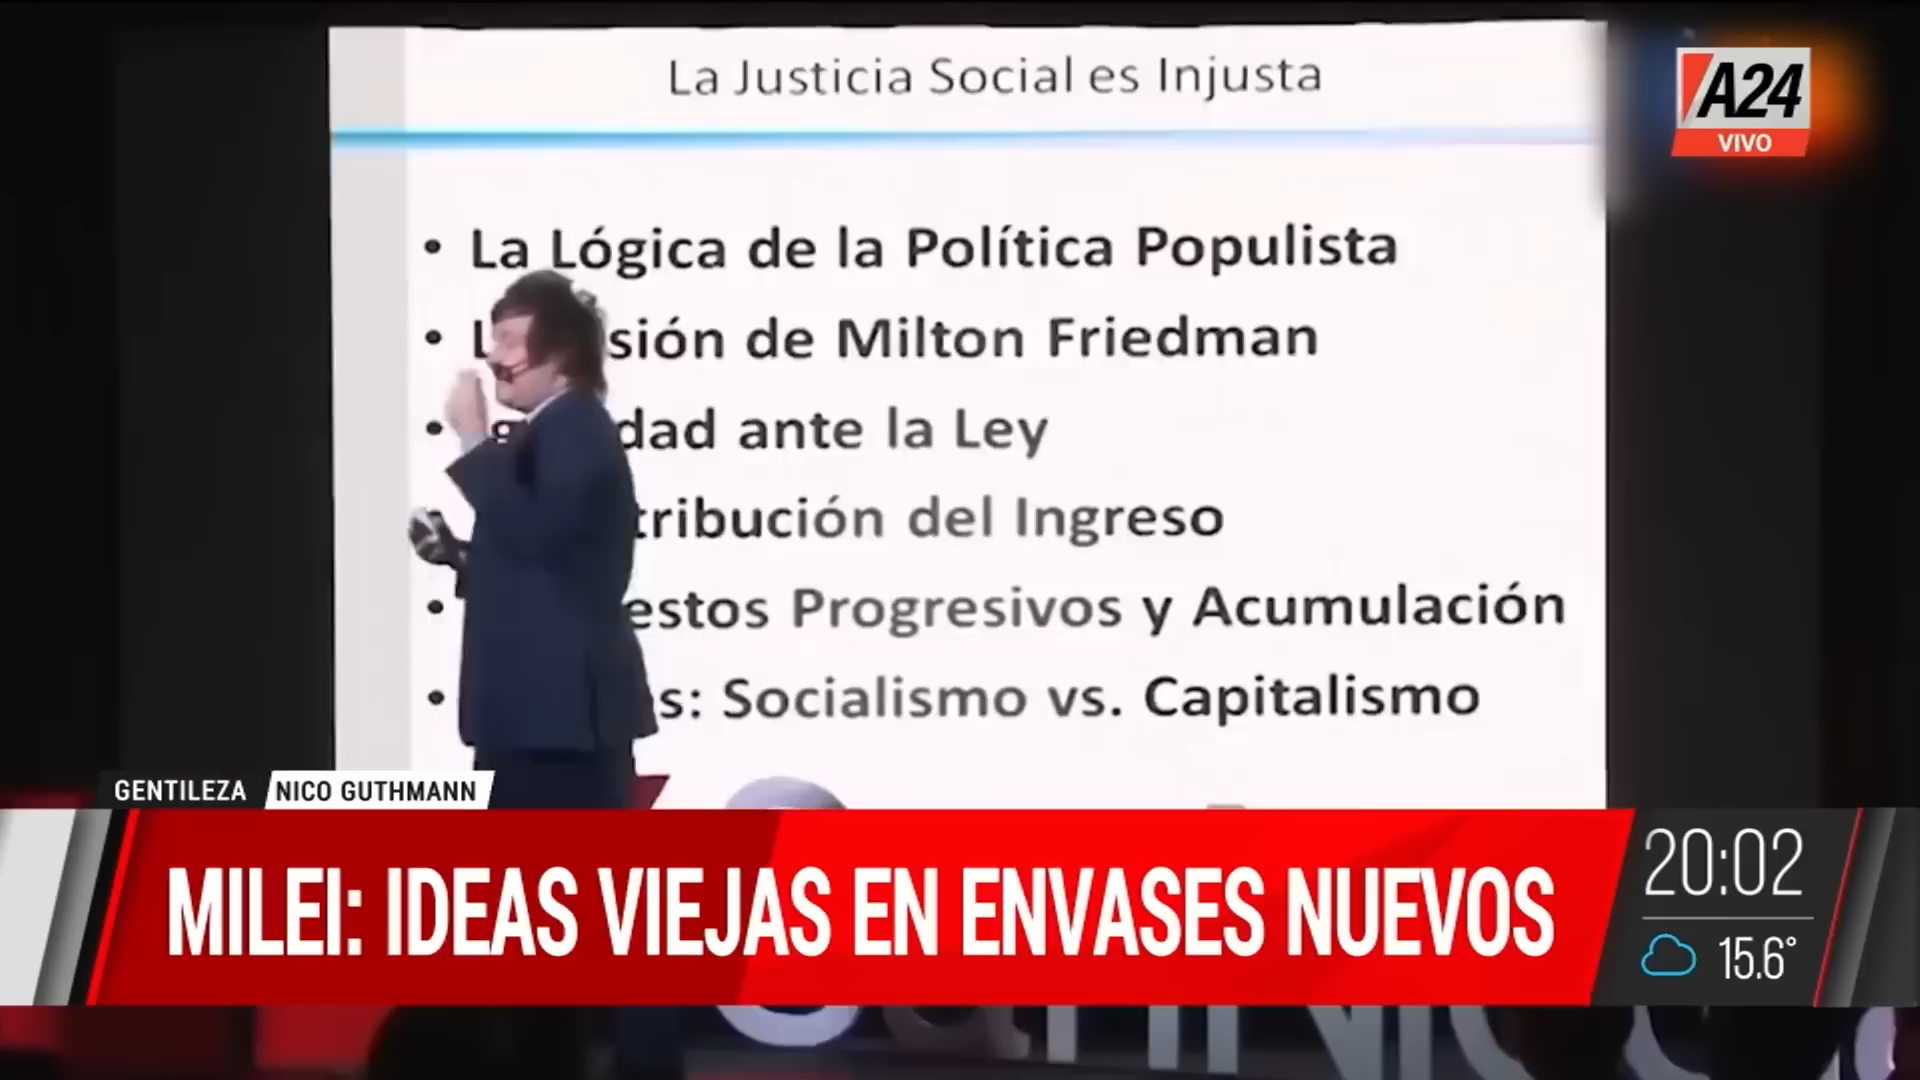 La Justicia Social es Injusta
A24
VIVO
• La Lógica de la Política Populista
• sión de Milton Friedman
• dad ante la Ley
tribución del Ingreso
• estos Progresivos y Acumulación
• s: Socialismo vs. Capitalismo
GENTILEZA NICO GUTHMANN
MILEI: IDEAS VIEJAS EN ENVASES NUEVOS
20:02
15.6°